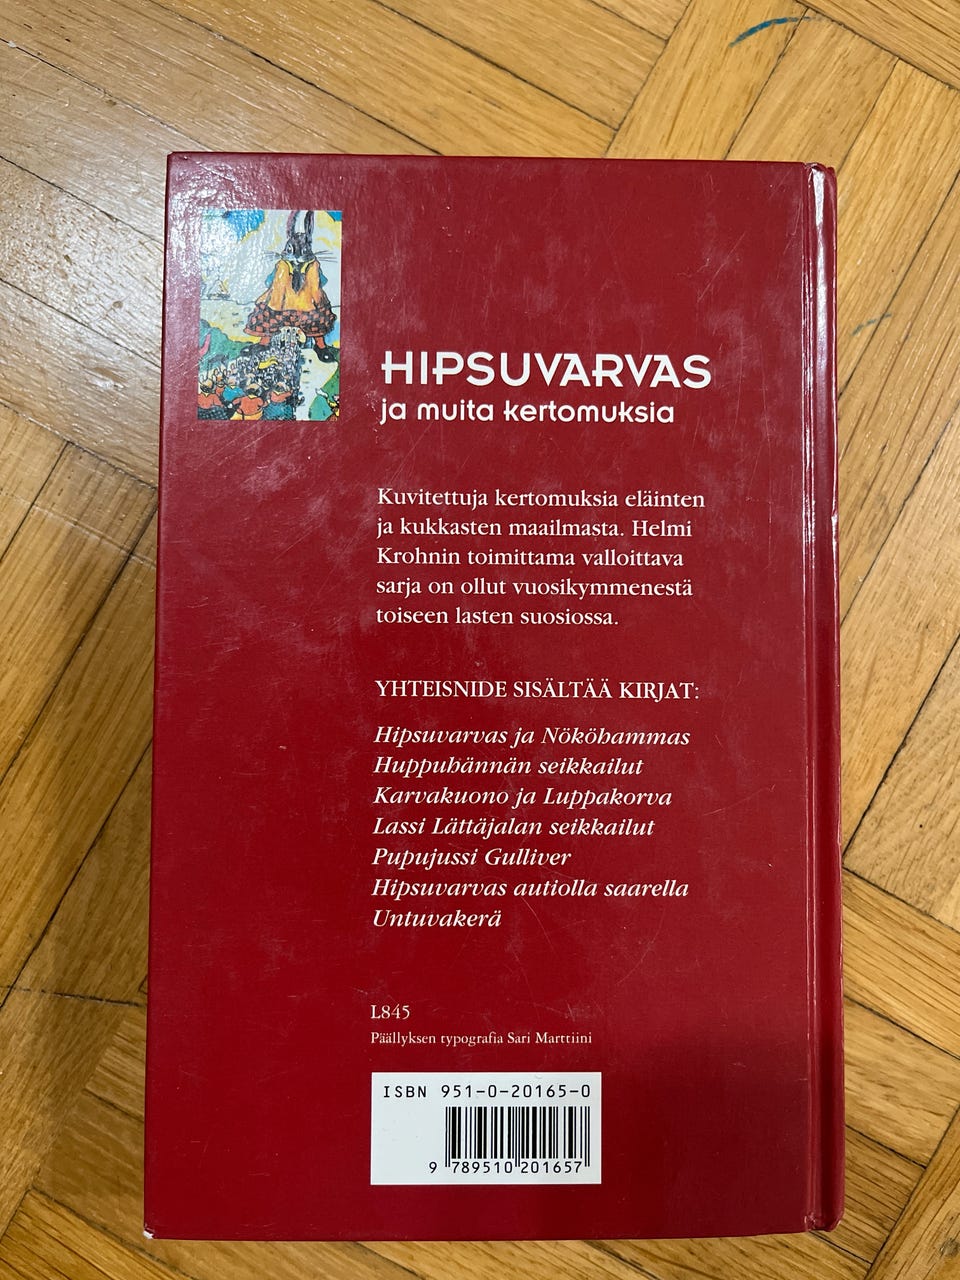 HIPSUVARVAS
ja muita kertomuksia
Kuvitettuja kertomuksia eläinten
ja kukkasten maailmasta. Helmi
Krohnin toimittama valloittava
sarja on ollut vuosikymmenestä
toiseen lasten suosiossa.
YHTEISNIDE SISÄLTÄÄ KIRJAT:
Hipsuvarvas ja Nököhammas
Huppuhännän seikkailut
Karvakuono ja Luppakorva
Lassi Lättäjalan seikkailut
Pupujussi Gulliver
Hipsuvarvas autiolla saarella
Untuvakerä
L845
Päällyksen typografia Sari Marttiini
ISBN 951-0-20165-0
9 789510 201657